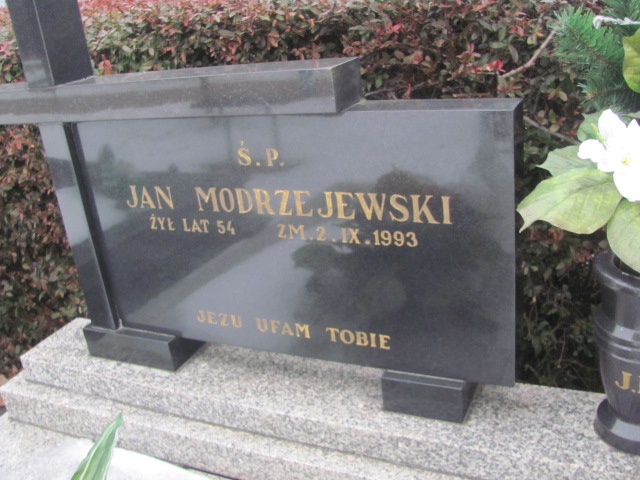 Ś.P.
JAN MODRZEJEWSKI
ŻYŁ LAT 54 ZM.2.IX.1993
JEZU UFAM TOBIE
J.